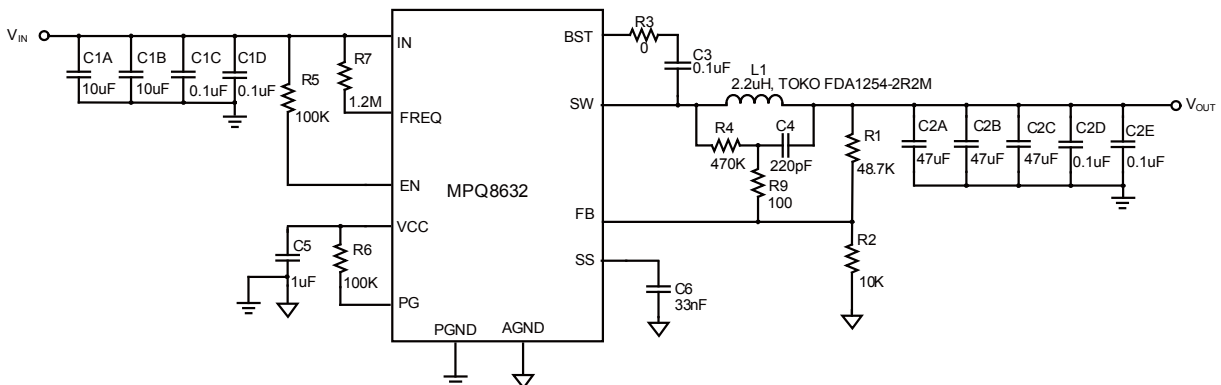 VIN
C1A
10uF
C1B
10uF
C1C
0.1uF
C1D
0.1uF
R5
100K
R7
1.2M
IN
FREQ
EN
VCC
PG
PGND
AGND
MPQ8632
BST
SW
FB
SS
C5
1uF
R6
100K
R3
0
C3
0.1uF
L1
2.2uH, TOKO FDA1254-2R2M
R4
470K
C4
220pF
R9
100
R1
48.7K
R2
10K
C6
33nF
C2A
47uF
C2B
47uF
C2C
47uF
C2D
0.1uF
C2E
0.1uF
VOUT